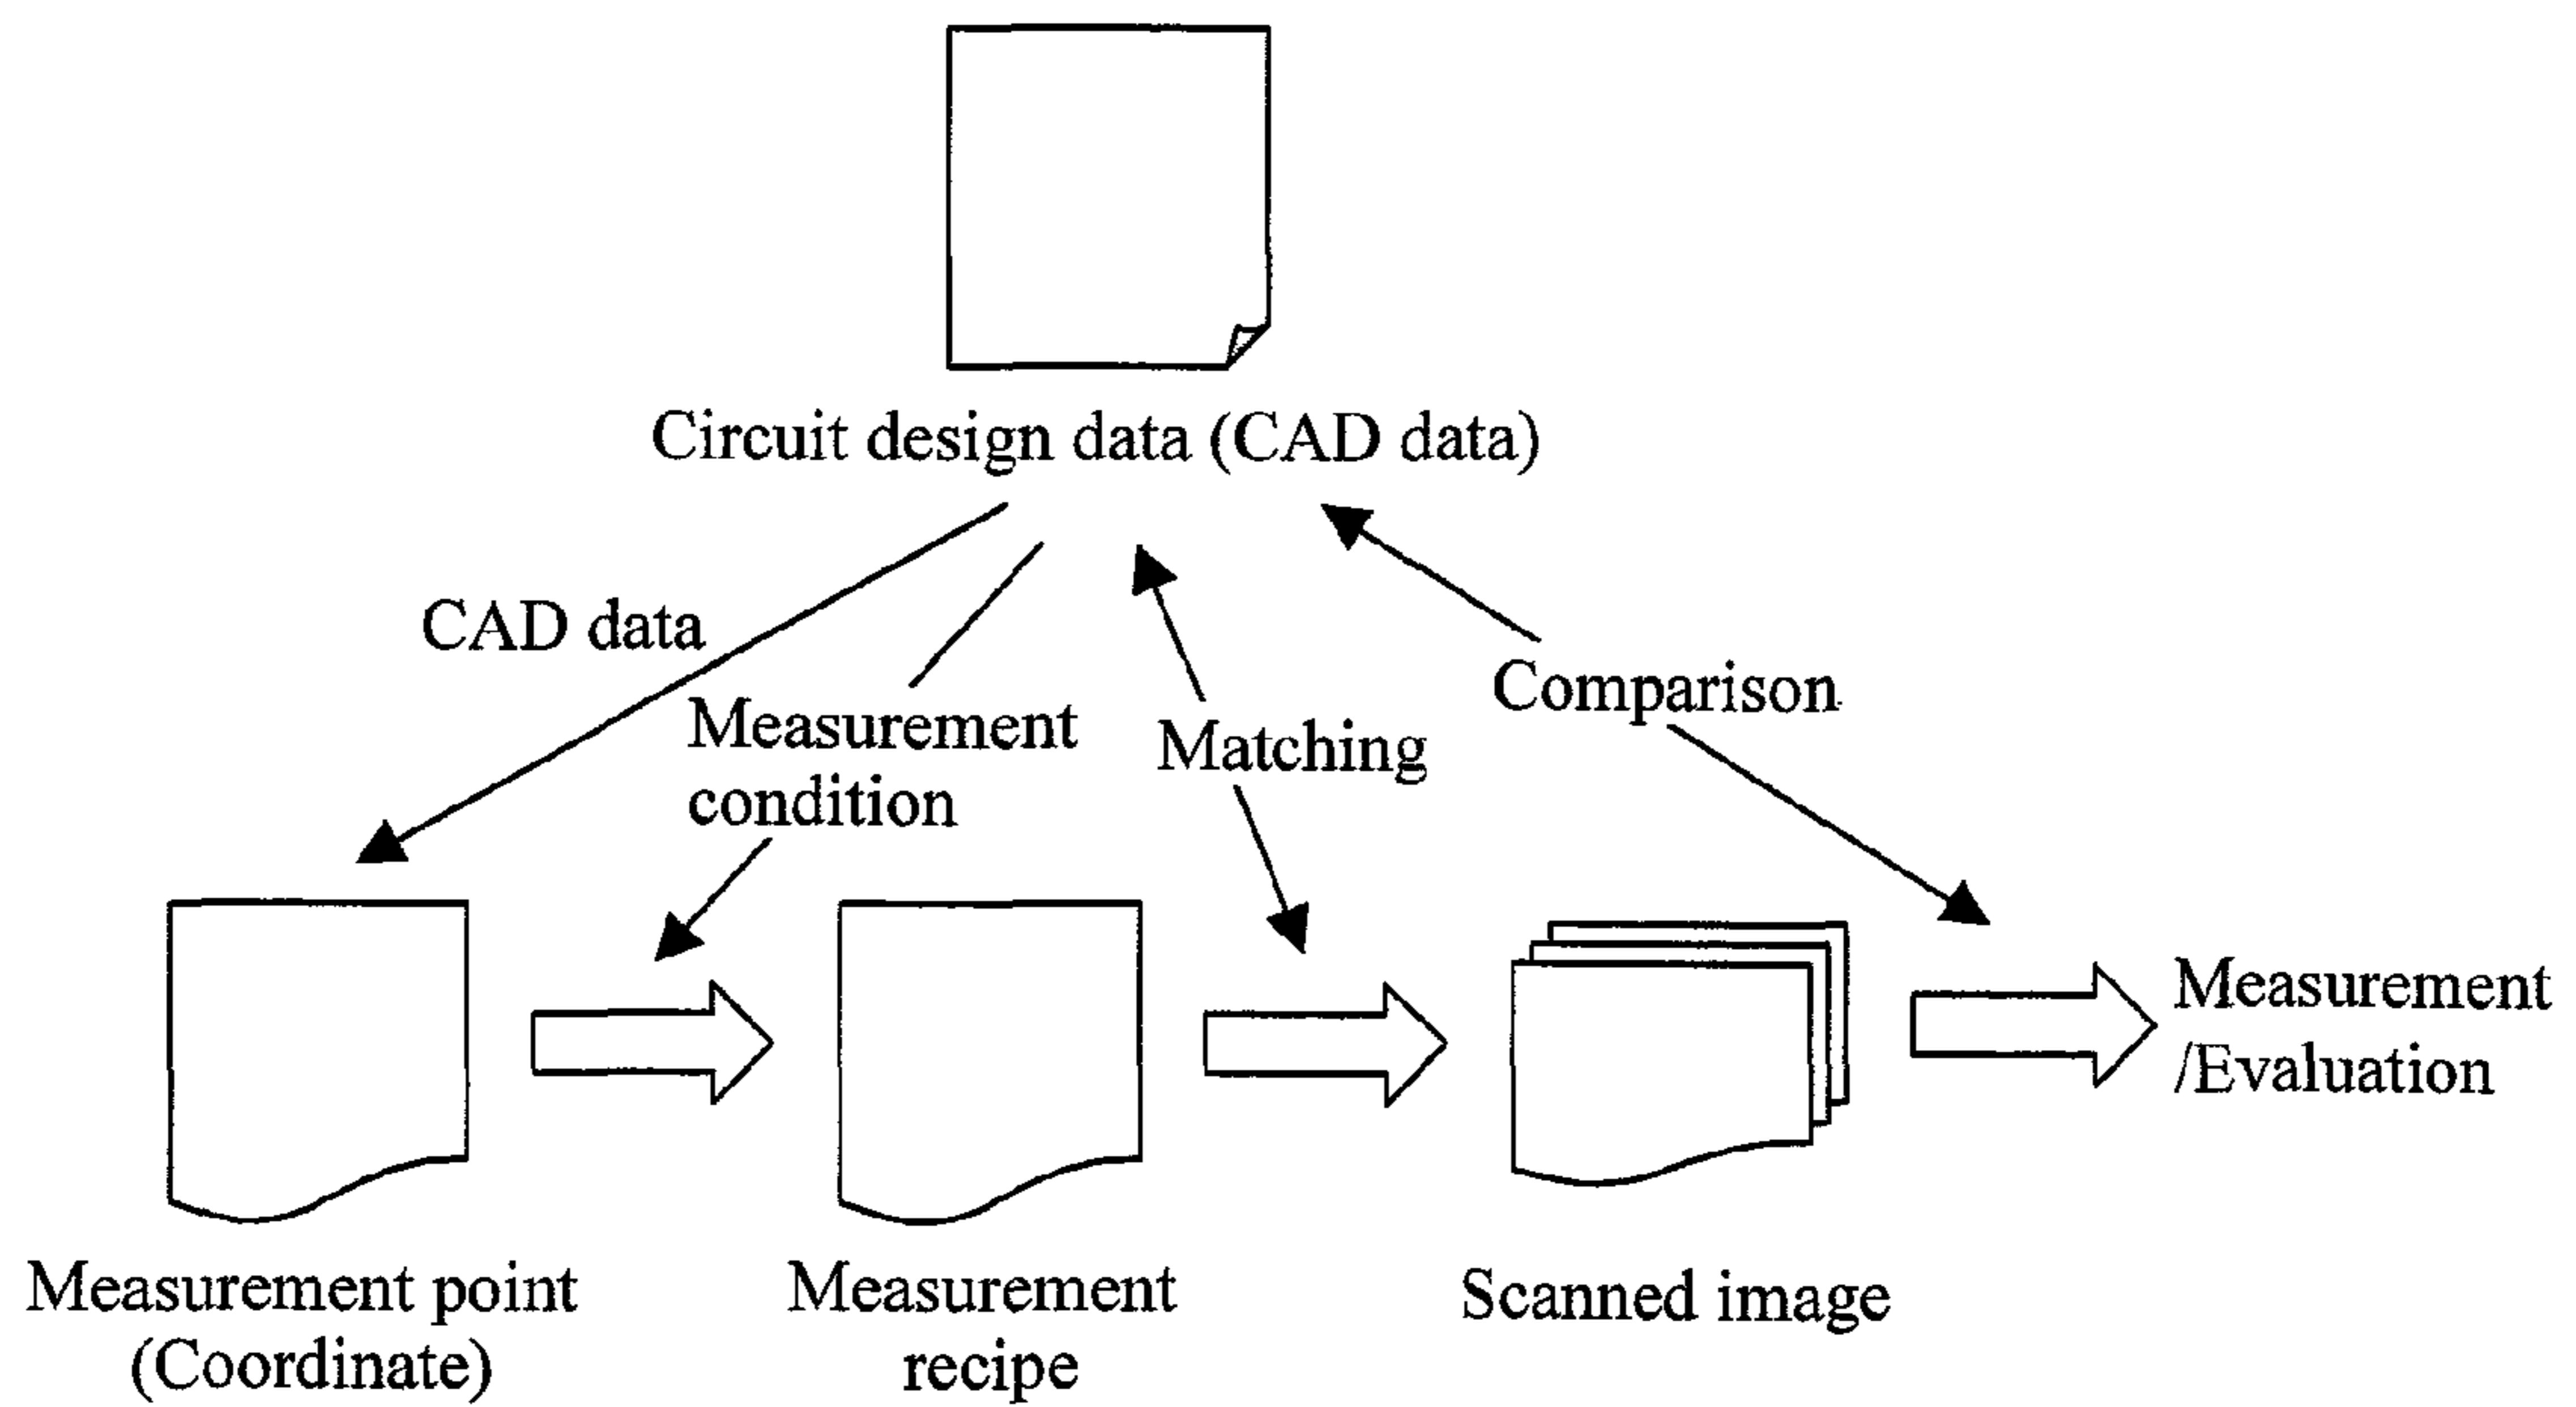 Circuit design data (CAD data)
CAD data
Measurement
condition
Matching
Comparison
Measurement
/Evaluation
Measurement point
(Coordinate)
Measurement
recipe
Scanned image